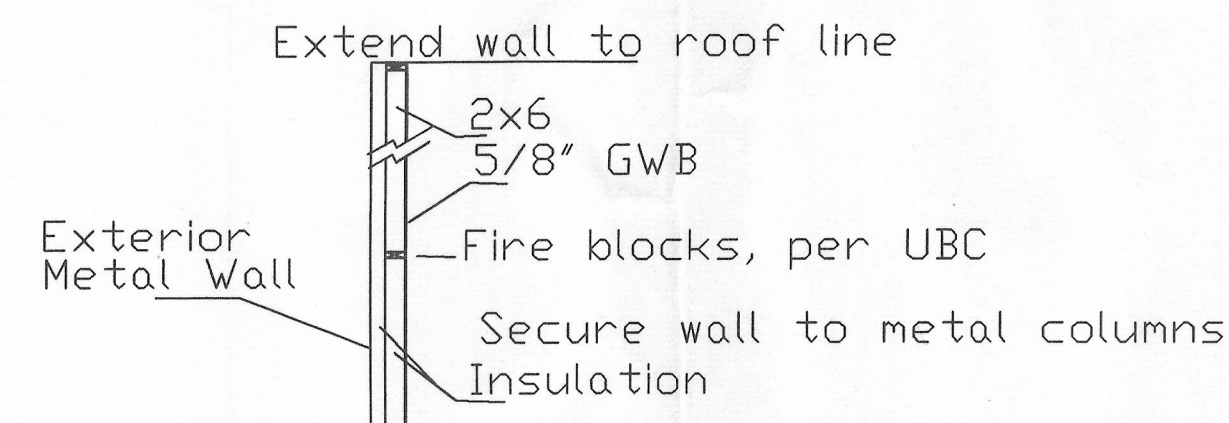 Extend wall to roof line
2x6
5/8" GWB
Exterior
Metal Wall
Fire blocks, per UBC
Secure wall to metal columns
Insulation